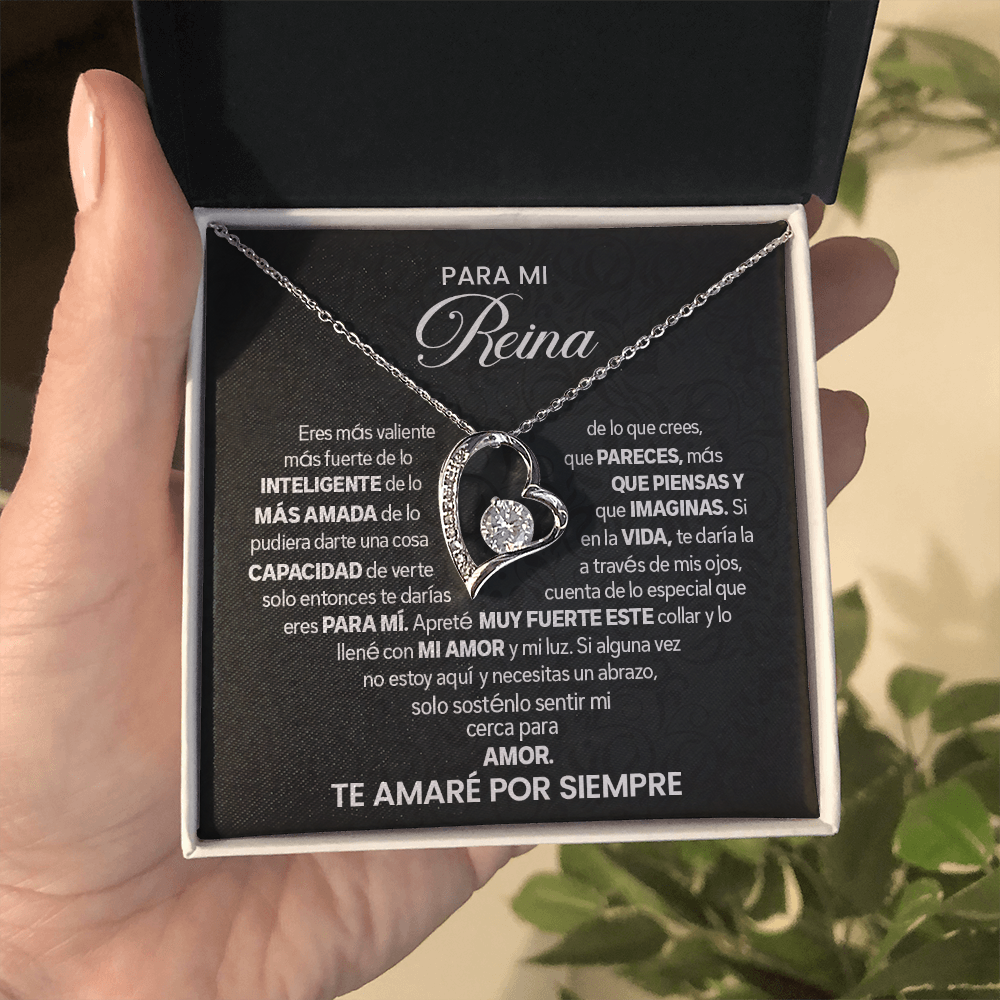 PARA MI
Reina
Eres más valiente de lo que crees,
más fuerte de lo que PARECES, más
INTELIGENTE de lo QUE PIENSAS Y
MÁS AMADA de lo que IMAGINAS. Si
pudiera darte una cosa en la VIDA, te daría la
CAPACIDAD de verte a través de mis ojos,
solo entonces te darías cuenta de lo especial que
eres PARA MÍ. Apreté MUY FUERTE ESTE collar y lo
llené con MI AMOR y mi luz. Si alguna vez
no estoy aquí y necesitas un abrazo,
solo sosténlo sentir mi
cerca para
AMOR.
TE AMARÉ POR SIEMPRE